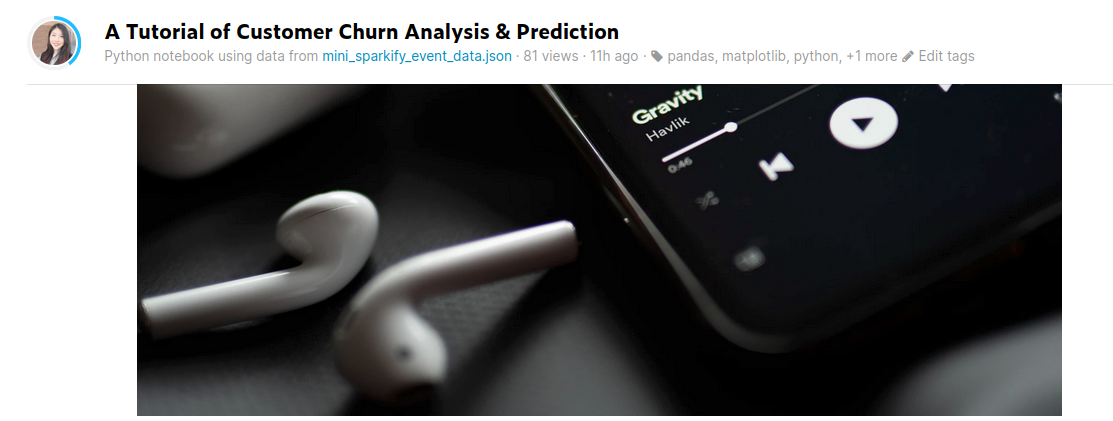 A Tutorial of Customer Churn Analysis & Prediction
Python notebook using data from mini_sparkify_event_data.json · 81 views · 11h ago · pandas, matplotlib, python, +1 more Edit tags
Gravity
Havlik
0:46